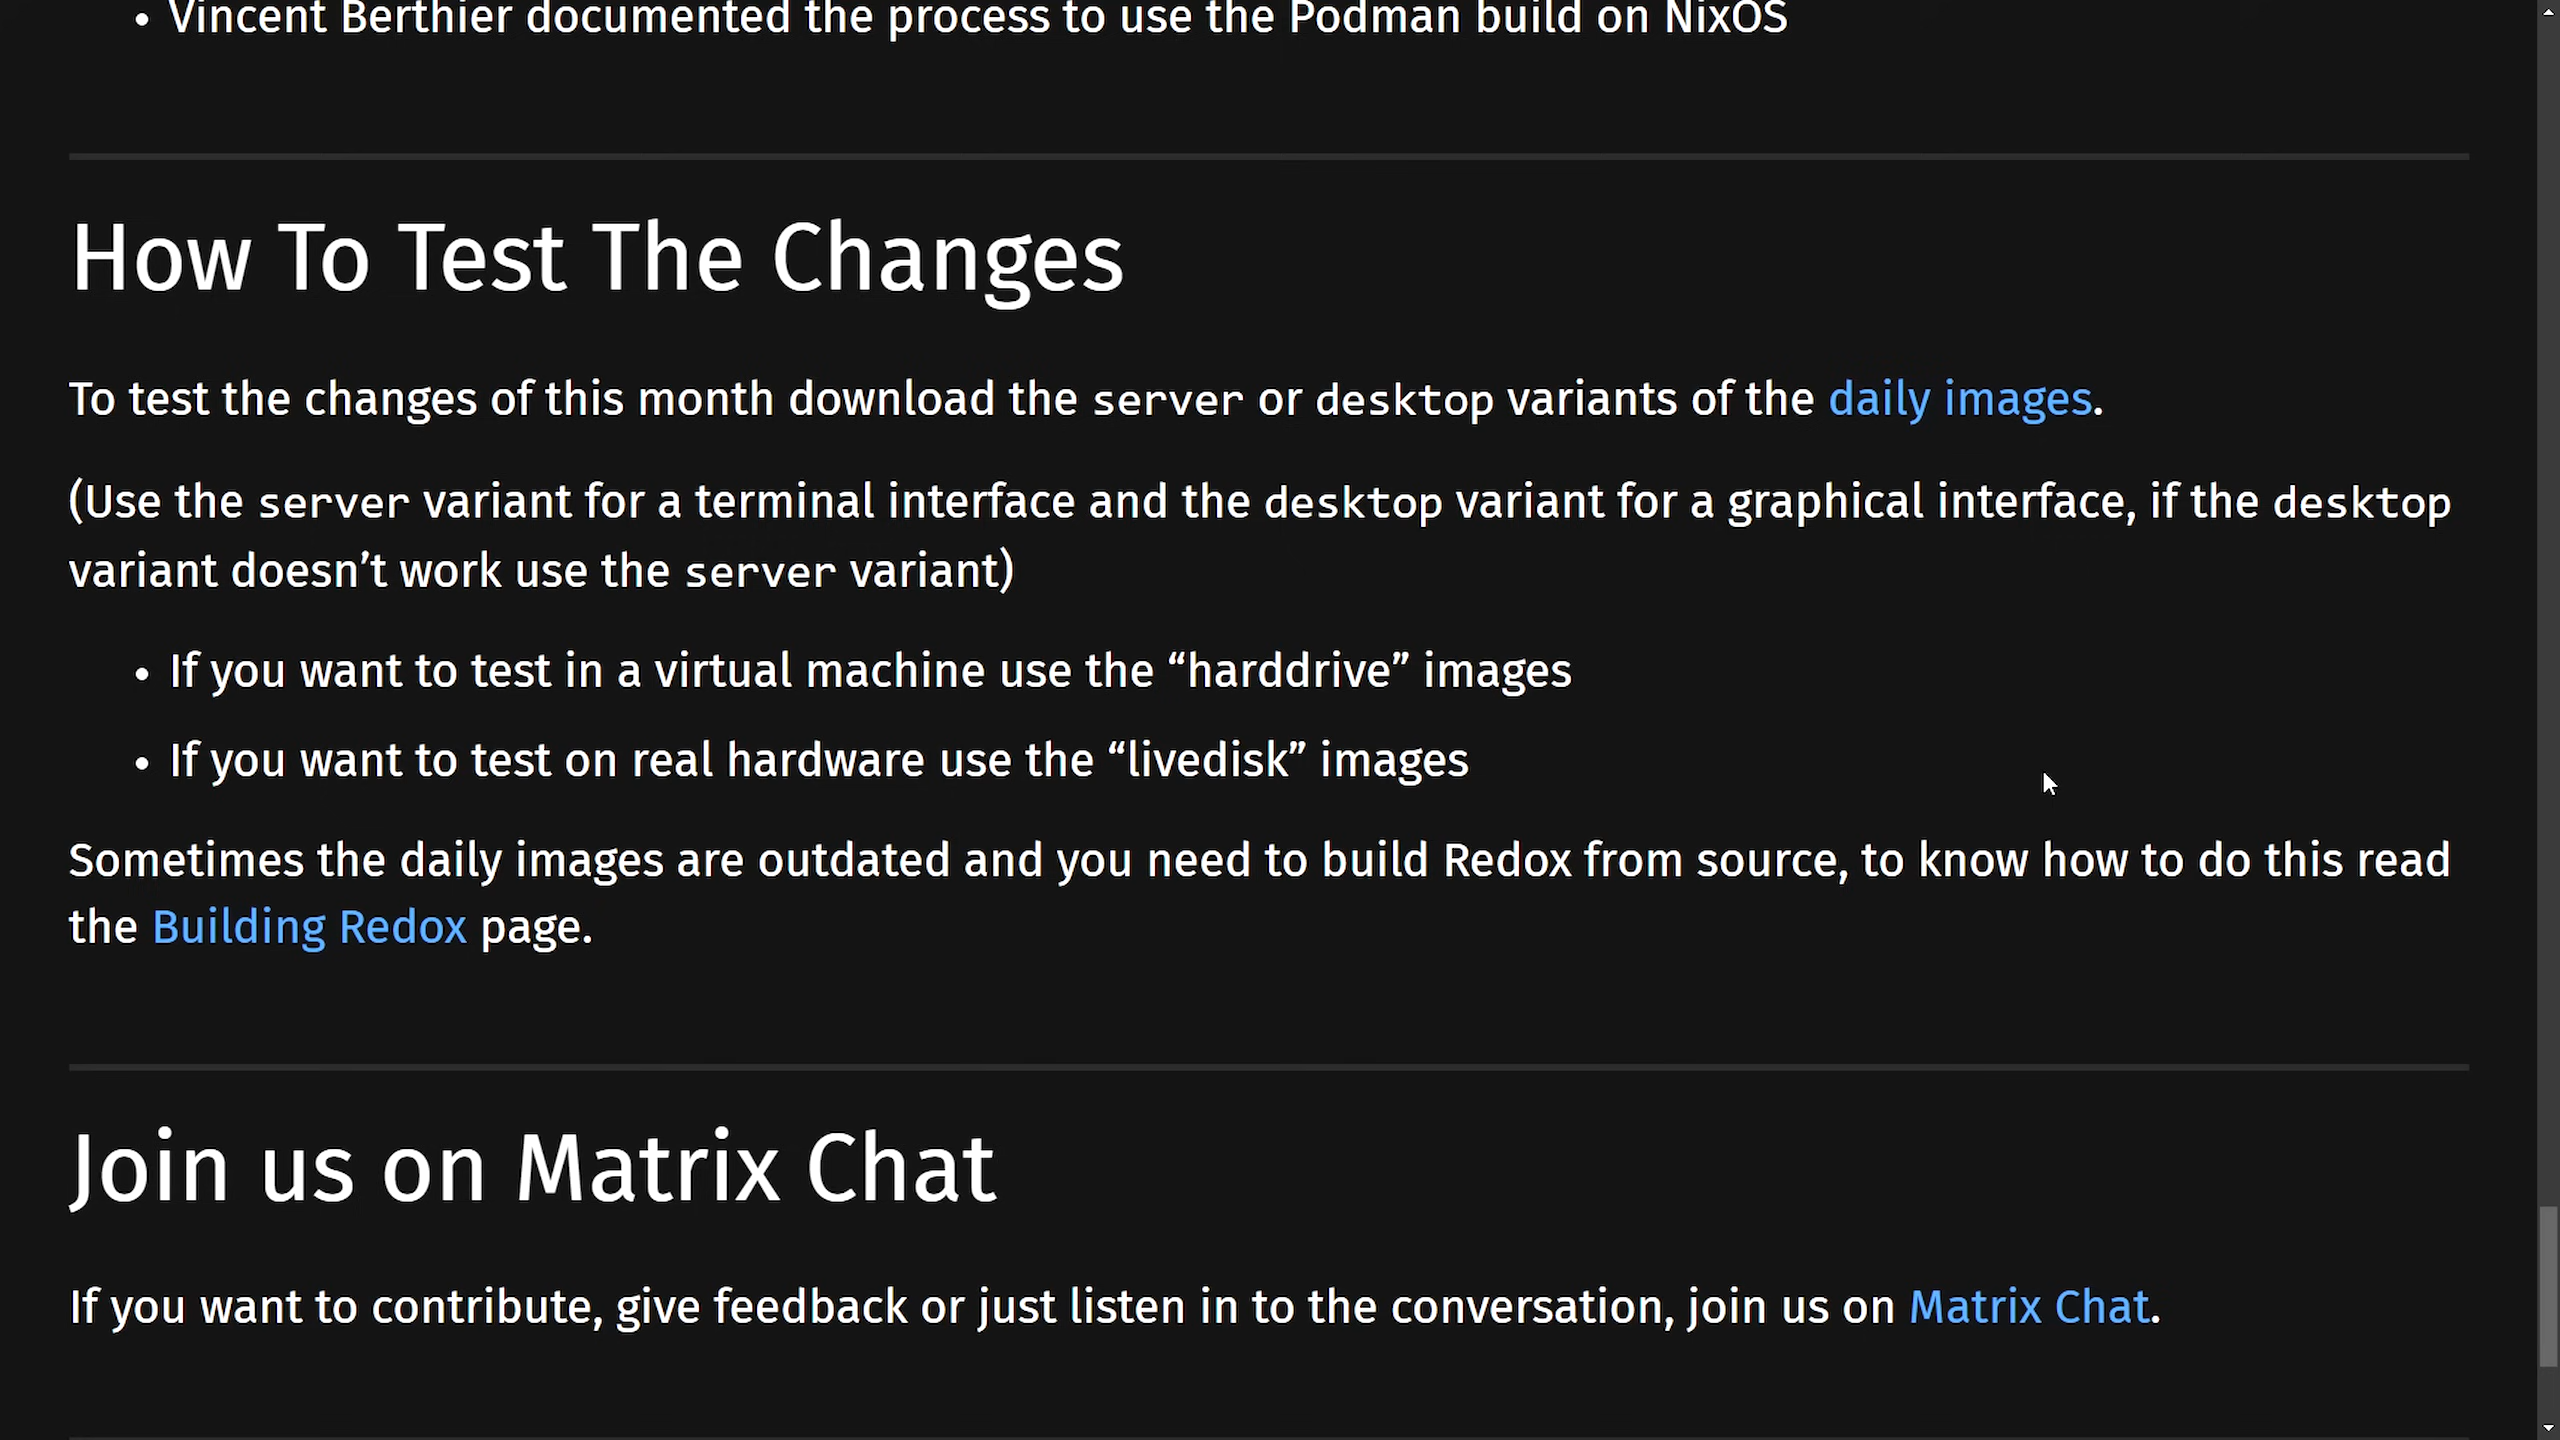 • Vincent Berthier documented the process to use the Podman build on NixOS
How To Test The Changes
To test the changes of this month download the server or desktop variants of the daily images.
(Use the server variant for a terminal interface and the desktop variant for a graphical interface, if the desktop
variant doesn’t work use the server variant)
• If you want to test in a virtual machine use the “harddrive” images
• If you want to test on real hardware use the “livedisk” images
Sometimes the daily images are outdated and you need to build Redox from source, to know how to do this read
the Building Redox page.
Join us on Matrix Chat
If you want to contribute, give feedback or just listen in to the conversation, join us on Matrix Chat.